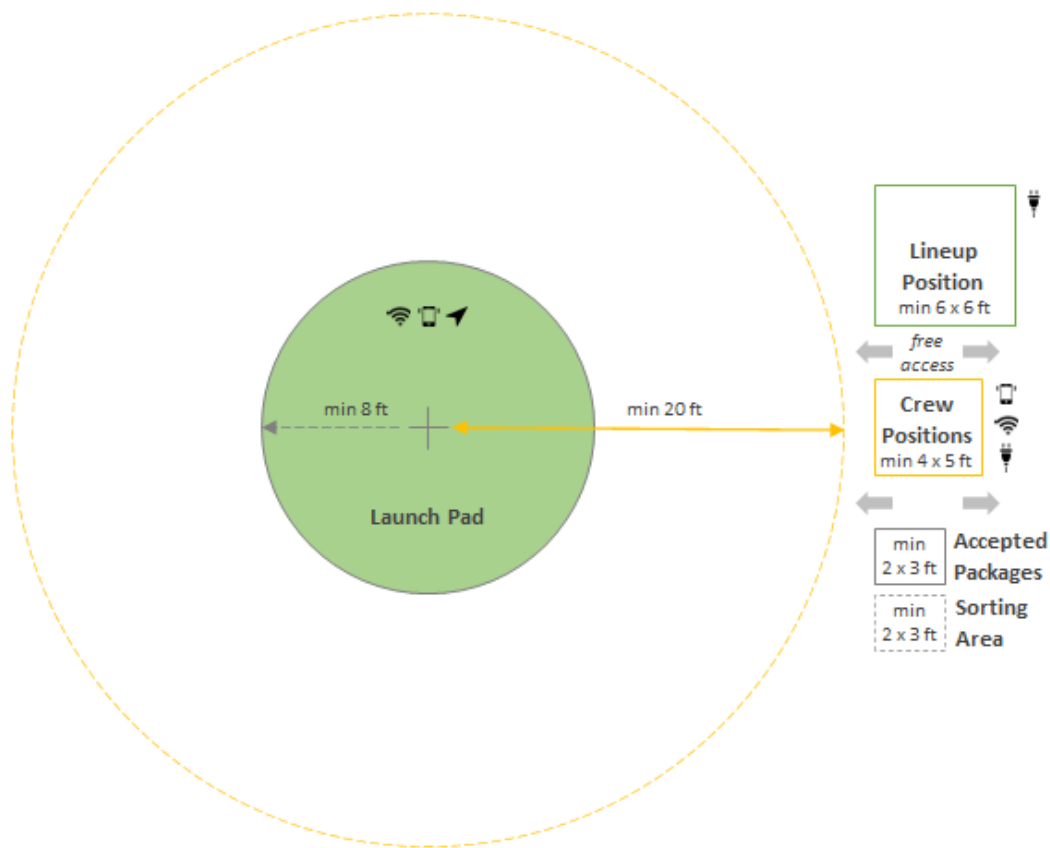 Lineup
Position
min 6 x 6 ft
free
access
min 8 ft
min 20 ft
Crew
Positions
min 4 x 5 ft
Launch Pad
min
2 x 3 ft
Accepted
Packages
min
2 x 3 ft
Sorting
Area